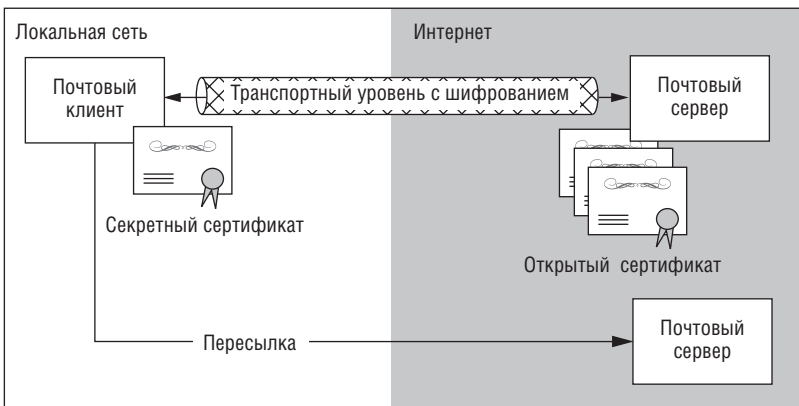 Локальная сеть
Интернет
Почтовый
клиент
Транспортный уровень с шифрованием
Почтовый
сервер
Секретный сертификат
Открытый сертификат
Пересылка
Почтовый
сервер